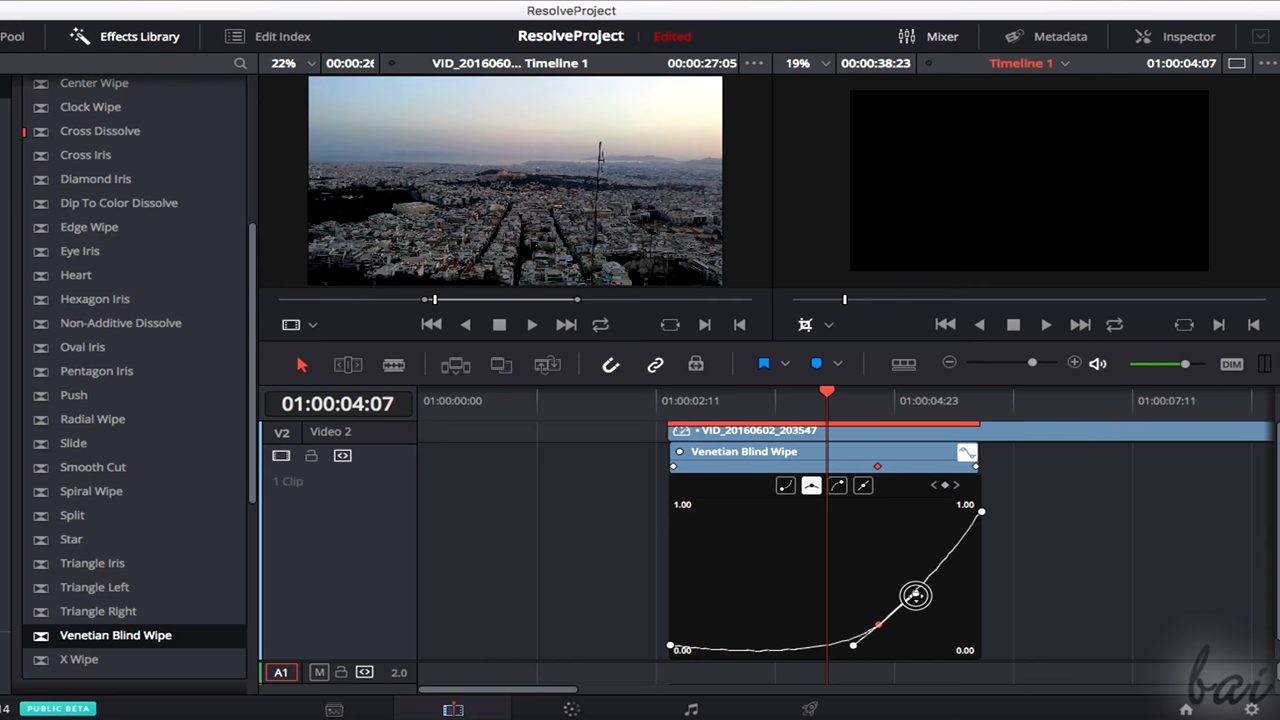 ResolveProject
Pool
Effects Library
Edit Index
ResolveProject
Edited
Mixer
Metadata
Inspector
22%
00:00:26
VID_2016060... Timeline 1
00:00:27:05
19%
00:00:38:23
Timeline 1
01:00:04:07
Center Wipe
Clock Wipe
Cross Dissolve
Cross Iris
Diamond Iris
Dip To Color Dissolve
Edge Wipe
Eye Iris
Heart
Hexagon Iris
Non-Additive Dissolve
Oval Iris
Pentagon Iris
Push
Radial Wipe
Slide
Smooth Cut
Spiral Wipe
Split
Star
Triangle Iris
Triangle Left
Triangle Right
Venetian Blind Wipe
X Wipe
DIM
01:00:04:07
01:00:00:00
01:00:02:11
01:00:04:23
01:00:07:11
V2
Video 2
1 Clip
• VID_20160602_203547
Venetian Blind Wipe
1.00
1.00
0.00
0.00
A1
M
2.0
14
PUBLIC BETA
bai